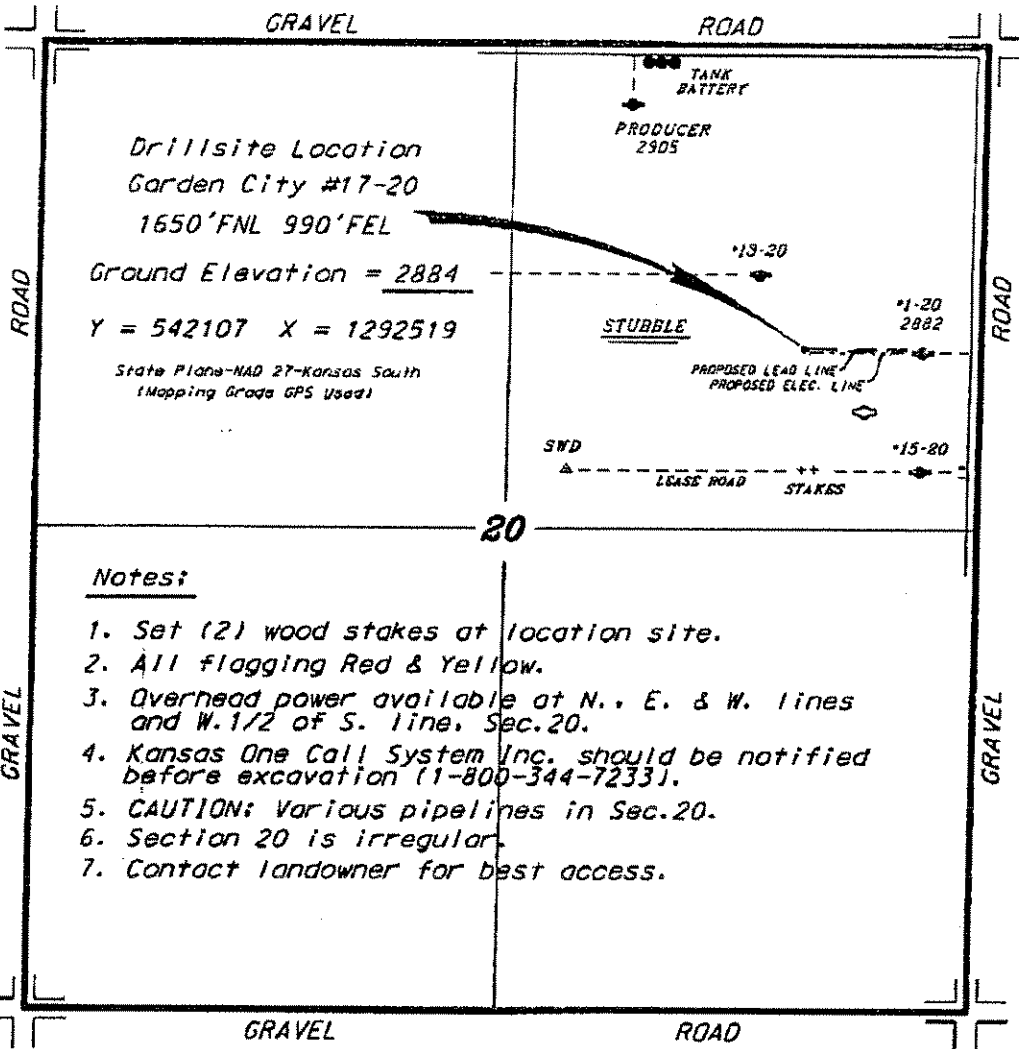 GRAVEL ROAD
TANK
BATTERY
PRODUCER
2905
Drillsite Location
Garden City #17-20
1650'FNL 990'FEL
Ground Elevation = 2884
Y = 542107 X = 1292519
State Plane-NAD 27-Kansas South
(Mapping Grade GPS Used)
ROAD
ROAD
*13-20
*1-20
2882
STUBBLE
PROPOSED LEAD LINE
PROPOSED ELEC. LINE
SWD
*15-20
LEASE ROAD
STAKES
20
Notes:
1. Set (2) wood stakes at location site.
2. All flagging Red & Yellow.
3. Overhead power available at N., E. & W. lines
and W.1/2 of S. line, Sec.20.
4. Kansas One Call System Inc. should be notified
before excavation (1-800-344-7233).
5. CAUTION: Various pipelines in Sec.20.
6. Section 20 is irregular.
7. Contact landowner for best access.
GRAVEL
GRAVEL
GRAVEL ROAD